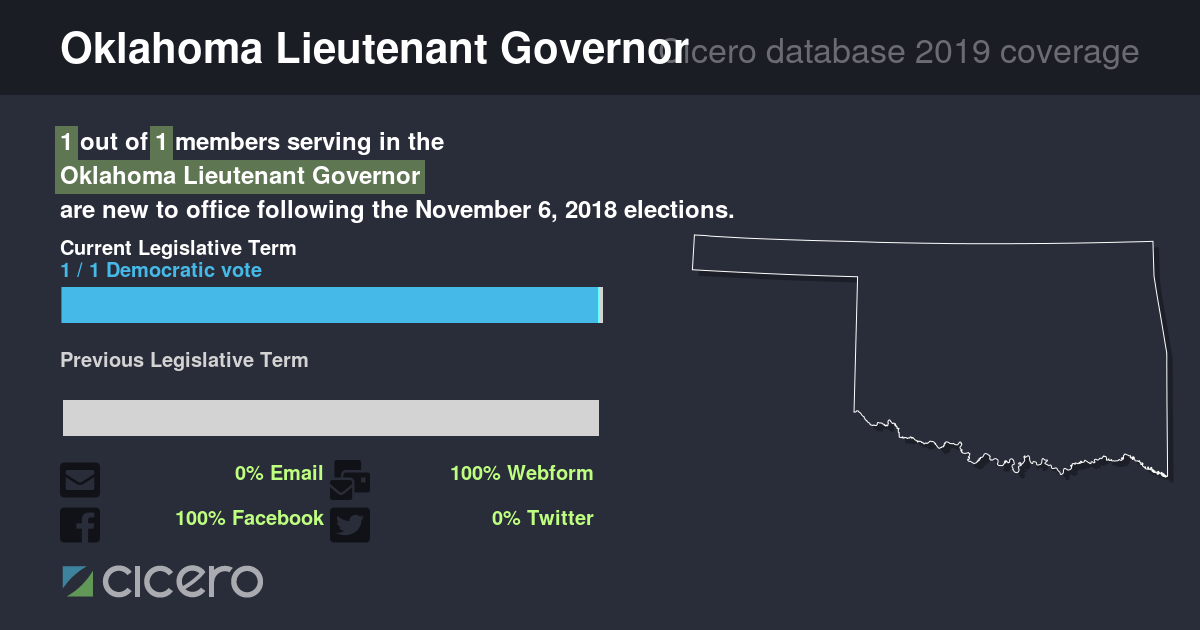 Oklahoma Lieutenant Governor
Cicero database 2019 coverage
1 out of 1 members serving in the
Oklahoma Lieutenant Governor
are new to office following the November 6, 2018 elections.
Current Legislative Term
1 / 1 Democratic vote
Previous Legislative Term
0% Email 100% Webform
100% Facebook 0% Twitter
cicero